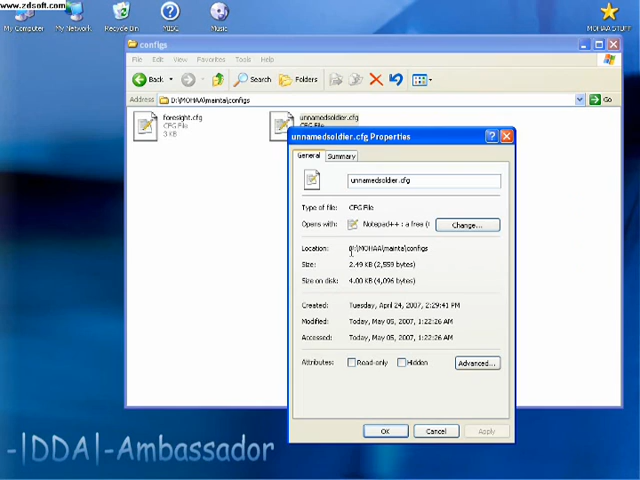 www.zdsoft.com
My Computer
My Network
Recycle Bin
MISC
Music
MOHAA STUFF
configs
File Edit View Favorites Tools Help
Back Search Folders
Address D:\MOHAA\mainta\configs Go
foresight.cfg
CFG File
3 KB
unnamedsoldier.cfg
CFG File
unnamedsoldier.cfg Properties
General Summary
unnamedsoldier.cfg
Type of file: CFG File
Opens with: Notepad++ : a free ( Change...
Location: D:\MOHAA\mainta\configs
Size: 2.49 KB (2,559 bytes)
Size on disk: 4.00 KB (4,096 bytes)
Created: Tuesday, April 24, 2007, 2:29:41 PM
Modified: Today, May 05, 2007, 1:22:26 AM
Accessed: Today, May 05, 2007, 1:22:26 AM
Attributes: Read-only Hidden Advanced...
OK Cancel Apply
-|DDA|-Ambassador